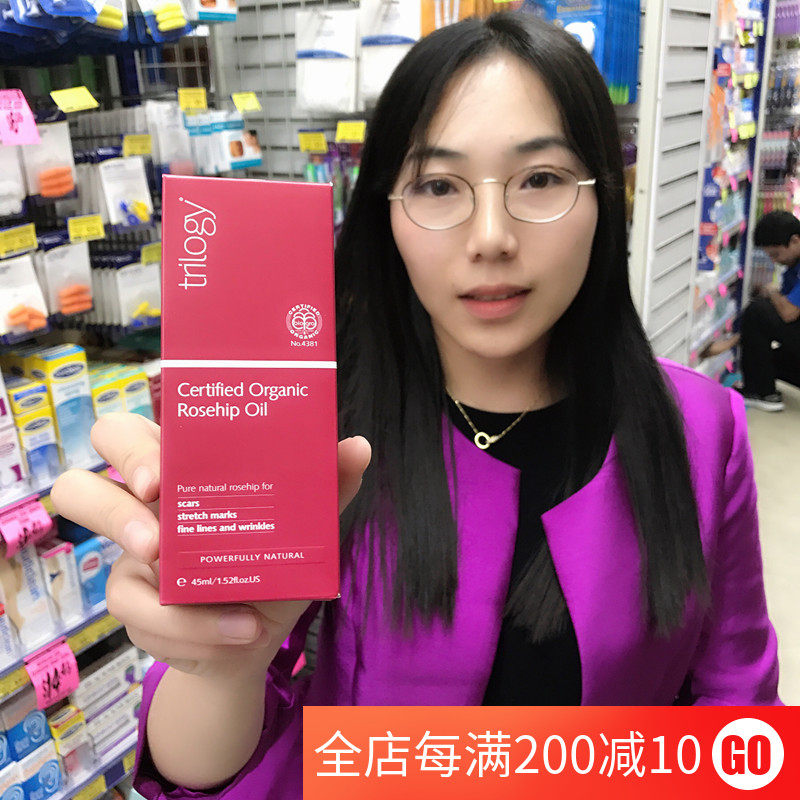 trilogy
CERTIFIED
biogro
ORGANIC
No.4381
Certified Organic
Rosehip Oil
Pure natural rosehip for
scars
stretch marks
fine lines and wrinkles
POWERFULLY NATURAL
e 45ml/1.52fl.oz.US
$14
全店每满200减10 GO